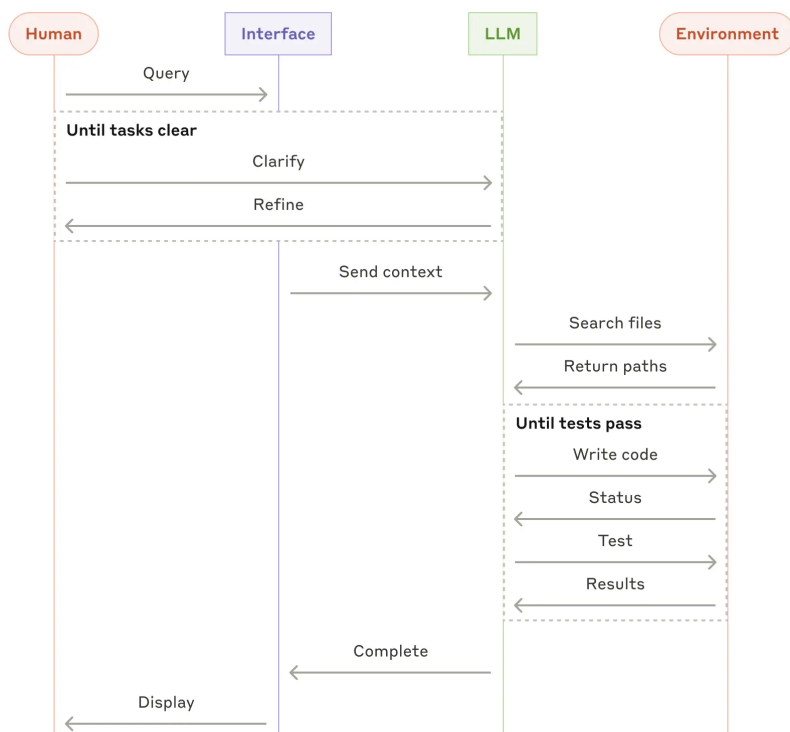 Human
Interface
LLM
Environment
Query
Until tasks clear
Clarify
Refine
Send context
Search files
Return paths
Until tests pass
Write code
Status
Test
Results
Complete
Display